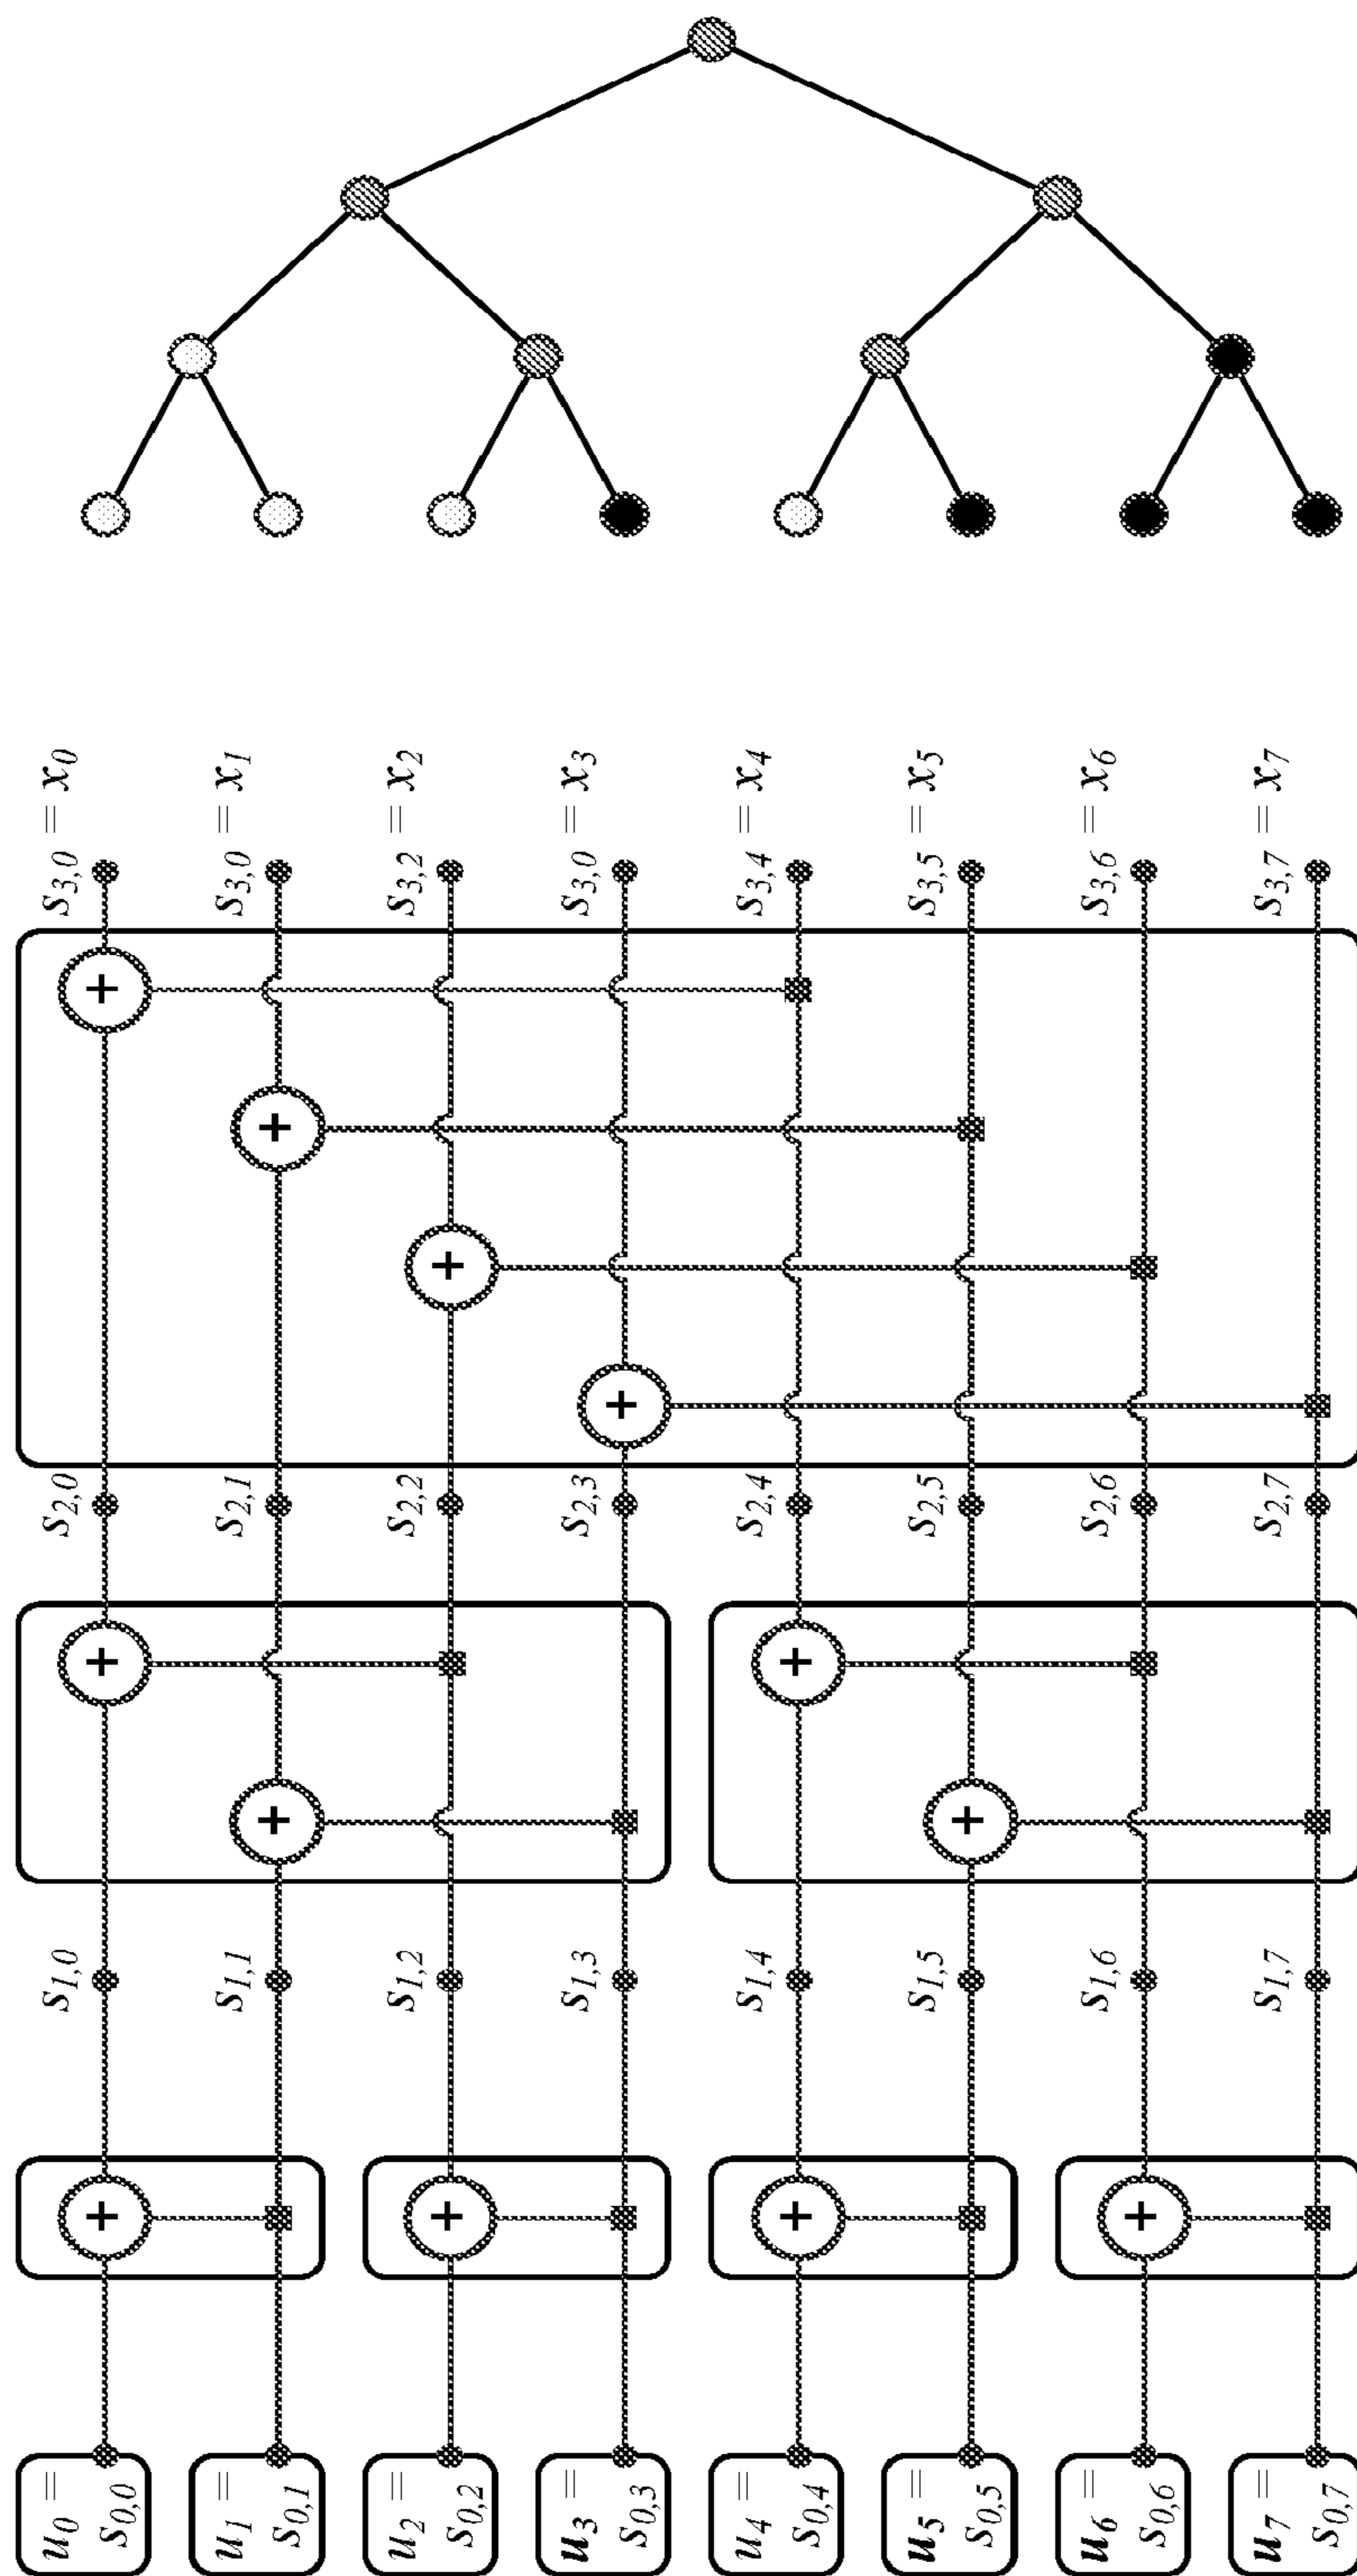 s3,0 = x0
s3,0 = x1
s3,2 = x2
s3,0 = x3
s3,4 = x4
s3,5 = x5
s3,6 = x6
s3,7 = x7
+
+
+
+
s2,0
s2,1
s2,2
s2,3
s2,4
s2,5
s2,6
s2,7
+
+
+
+
s1,0
s1,1
s1,2
s1,3
s1,4
s1,5
s1,6
s1,7
+
+
+
+
u0 =
s0,0
u1 =
s0,1
u2 =
s0,2
u3 =
s0,3
u4 =
s0,4
u5 =
s0,5
u6 =
s0,6
u7 =
s0,7